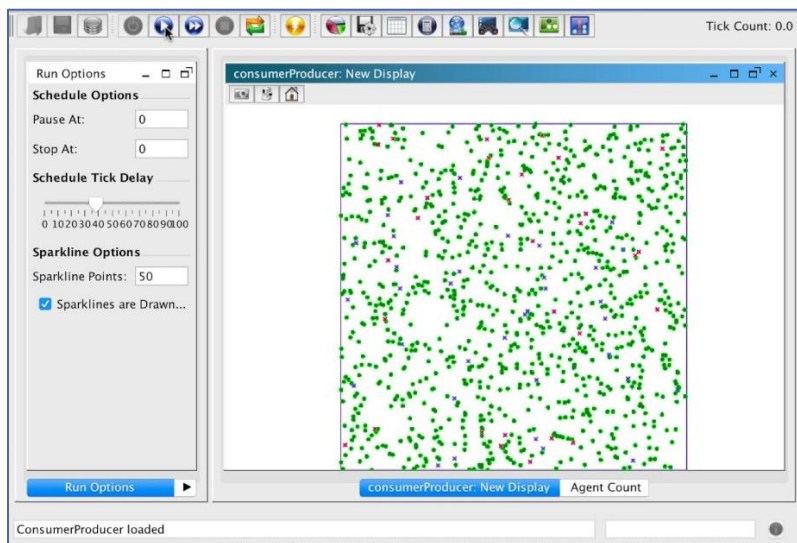 Tick Count: 0.0
Run Options
Schedule Options
Pause At: 0
Stop At: 0
Schedule Tick Delay
0 102030405060708090100
Sparkline Options
Sparkline Points: 50
Sparklines are Drawn...
Run Options
consumerProducer: New Display
consumerProducer: New Display Agent Count
ConsumerProducer loaded